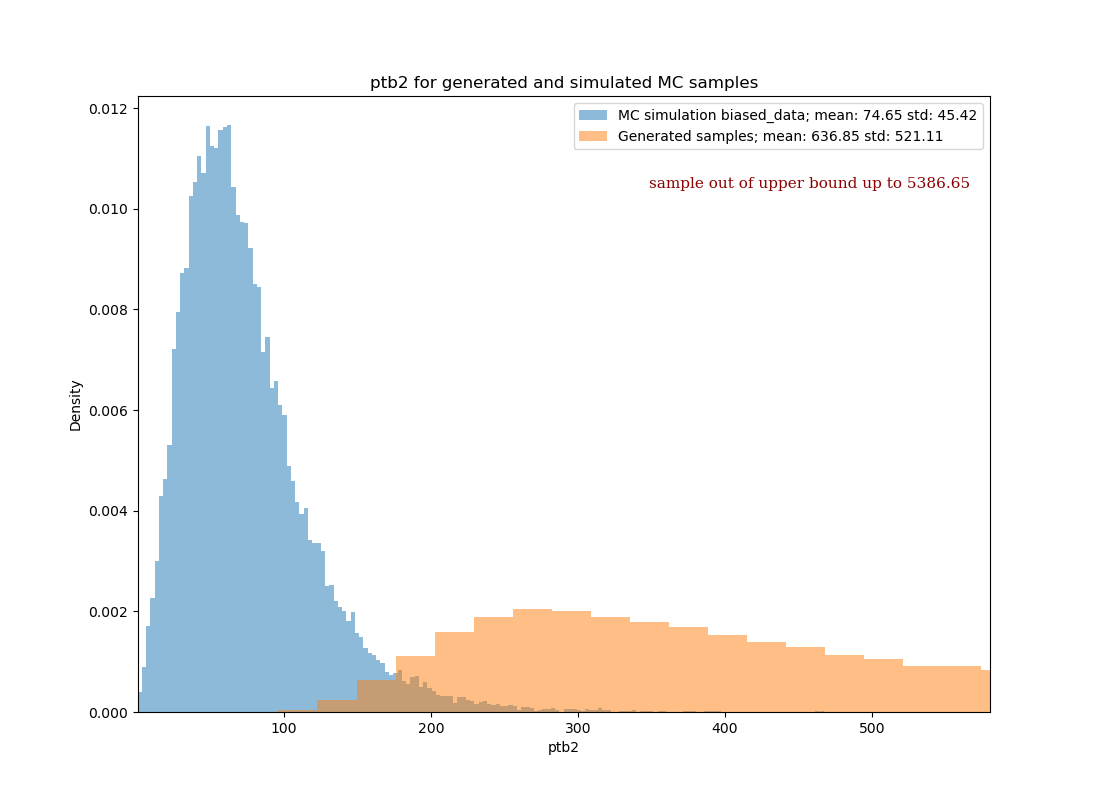 ptb2 for generated and simulated MC samples
MC simulation biased_data; mean: 74.65 std: 45.42
Generated samples; mean: 636.85 std: 521.11
sample out of upper bound up to 5386.65
0.012
0.010
0.008
0.006
0.004
0.002
0.000
Density
100
200
300
400
500
ptb2